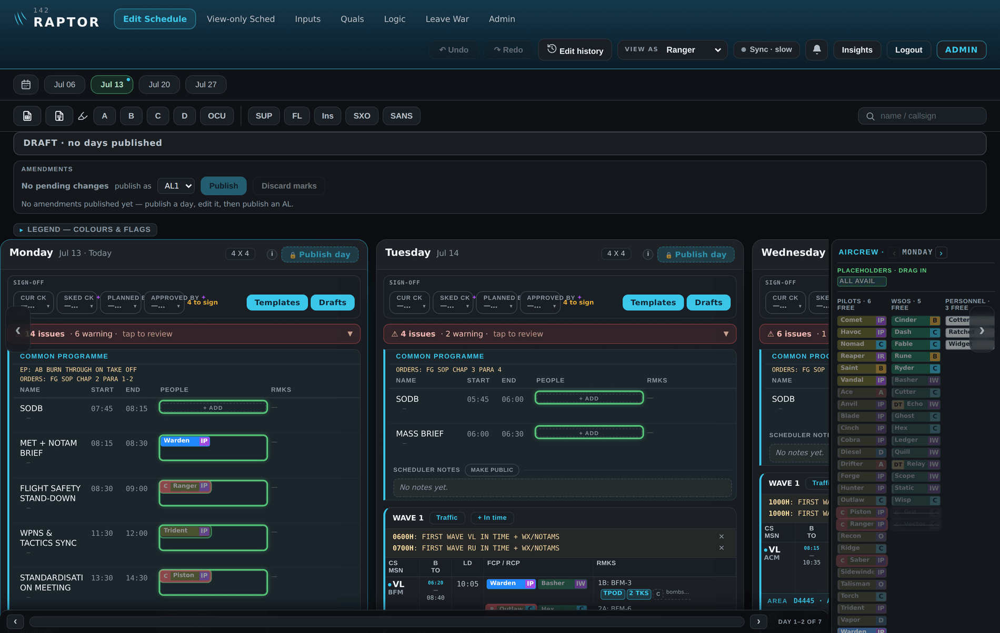 142
RAPTOR
Edit Schedule
View-only Sched
Inputs
Quals
Logic
Leave War
Admin
↶ Undo
↷ Redo
Edit history
VIEW AS Ranger
Sync · slow
Insights
Logout
ADMIN
Jul 06
Jul 13
Jul 20
Jul 27
A
B
C
D
OCU
SUP
FL
Ins
SXO
SANS
name / callsign
DRAFT · no days published
AMENDMENTS
No pending changes publish as AL1 Publish Discard marks
No amendments published yet — publish a day, edit it, then publish an AL.
▸ LEGEND — COLOURS & FLAGS
Monday Jul 13 · Today 4 X 4 i Publish day
SIGN-OFF
CUR CK SKED CK PLANNED B APPROVED BY
—... —... —... —... 4 to sign
Templates Drafts
14 issues · 6 warning · tap to review
COMMON PROGRAMME
EP: AB BURN THROUGH ON TAKE OFF
ORDERS: FG SOP CHAP 2 PARA 1-2
NAME START END PEOPLE RMKS
SODB 07:45 08:15 + ADD —
—
MET + NOTAM BRIEF 08:15 08:30 Warden IP —
—
FLIGHT SAFETY STAND-DOWN 08:30 09:00 C Ranger IP —
—
WPNS & TACTICS SYNC 11:30 12:00 Trident IP —
—
STANDARDISATI ON MEETING 13:30 14:30 C Piston IP —
—
Tuesday Jul 14 4 X 4 i Publish day
SIGN-OFF
CUR CK SKED CK PLANNED B APPROVED BY
—... —... —... —... 4 to sign
Templates Drafts
⚠ 4 issues · 2 warning · tap to review
COMMON PROGRAMME
ORDERS: FG SOP CHAP 3 PARA 4
NAME START END PEOPLE RMKS
SODB 05:45 06:00 + ADD —
—
MASS BRIEF 06:00 06:30 + ADD —
—
SCHEDULER NOTES MAKE PUBLIC
No notes yet.
WAVE 1 Traffic + In time
0600H: FIRST WAVE VL IN TIME + WX/NOTAMS ✕
0700H: FIRST WAVE RU IN TIME + WX/NOTAMS ✕
CS MSN B TO LD FCP / RCP RMKS
VL BFM 06:20 — 08:40 10:05 Warden IP Basher IW 1B: BFM-3
TPOD 2 TKS C bombs...
B Outlaw C Hex C 2A: BFM-6
Wednesday
SIGN-OFF
CUR CK SKE
—... —...
⚠ 6 issues · 1
COMMON PROG
ORDERS: FG SOP
NAME
SODB
—
SCHEDULER NOTE
No notes yet.
WAVE 1 Traffi
1000H: FIRST WA
1000H: FIRST WA
CS MSN B TO
VL ACM 08:15 — 10:35
AREA D4445 ·
AIRCREW · ‹ MONDAY ›
PLACEHOLDERS · DRAG IN
ALL AVAIL
PILOTS · 6 FREE
Comet IP
Havoc IP
Nomad C
Reaper IR
Saint B
Vandal IP
Ace A
Anvil IP
Blade IP
Cinch IP
Cobra IP
Diesel D
Drifter A
Forge IP
Hunter IP
Outlaw C
C Piston IP
C Ranger IP
Recon O
Ridge C
C Saber IP
Sidewinde IP
Talisman O
Torch C
Trident IP
Vapor D
Warden IP
WSOS · 5 FREE
Cinder B
Dash C
Fable C
Rune B
Ryder C
Basher IW
Cutter C
DT Echo IW
Ghost C
Hex C
Ledger IW
Quill IW
DT Relay IW
Scope IW
Static IW
Wisp C
C Grit C
C Vector C
PERSONNEL · 3 FREE
Cotter
Ratchet
Widge
‹ › DAY 1–2 OF 7